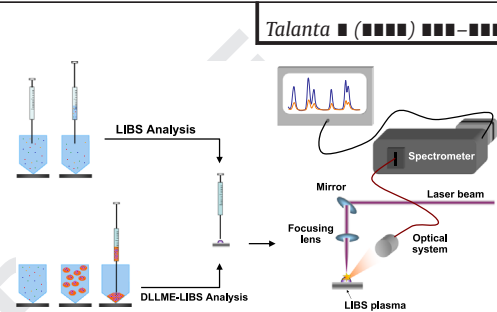 Talanta ∎ (∎∎∎∎) ∎∎∎–∎∎∎
LIBS Analysis
Spectrometer
Mirror
Laser beam
Focusing
lens
Optical
system
DLLME-LIBS Analysis
LIBS plasma